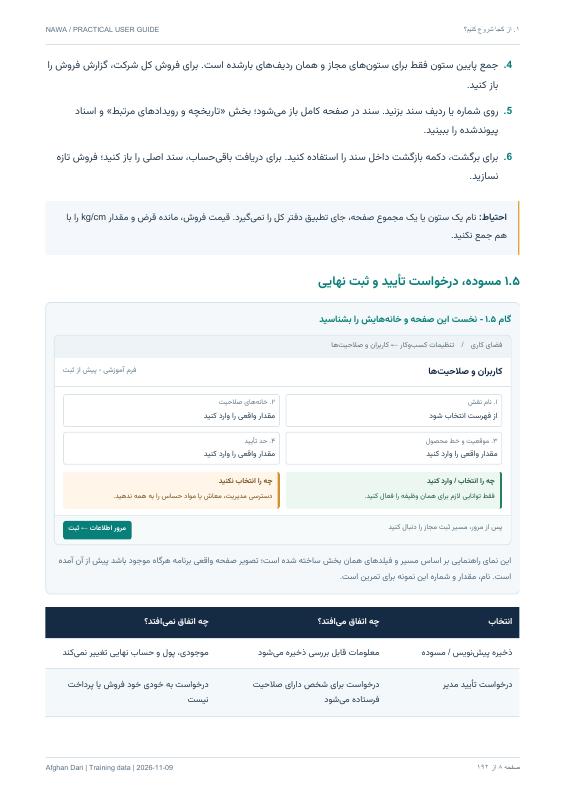 ۱. از کجا شروع کنیم؟
NAWA / PRACTICAL USER GUIDE
4. جمع پایین ستون فقط برای ستون‌های مجاز و همان ردیف‌های بارشده است. برای فروش کل شرکت، گزارش فروش را
باز کنید.
5. روی شماره یا ردیف سند بزنید. سند در صفحه کامل باز می‌شود؛ بخش «تاریخچه و رویدادهای مرتبط» و اسناد
پیوندشده را ببینید.
6. برای برگشت، دکمه بازگشت داخل سند را استفاده کنید. برای دریافت باقی‌حساب، سند اصلی را باز کنید؛ فروش تازه
نسازید.
احتیاط: نام یک ستون یا یک مجموع صفحه، جای تطبیق دفتر کل را نمی‌گیرد. قیمت فروش، مانده قرض و مقدار kg/cm را با
هم جمع نکنید.
۱.۵ مسوده، درخواست تأیید و ثبت نهایی
گام ۱.۵ - نخست این صفحه و خانه‌هایش را بشناسید
فضای کاری / تنظیمات کسب‌وکار ← کاربران و صلاحیت‌ها
کاربران و صلاحیت‌ها
فرم آموزشی - پیش از ثبت
۱. نام نقش
از فهرست انتخاب شود
۲. خانه‌های صلاحیت
مقدار واقعی را وارد کنید
۳. موقعیت و خط محصول
مقدار واقعی را وارد کنید
۴. حد تأیید
مقدار واقعی را وارد کنید
چه را انتخاب / وارد کنید
فقط توانایی لازم برای همان وظیفه را فعال کنید.
چه را انتخاب نکنید
دسترسی مدیریت، معاش یا مواد حساس را به همه ندهید.
پس از مرور، مسیر ثبت مجاز را دنبال کنید
مرور اطلاعات ← ثبت
این نمای راهنمایی بر اساس مسیر و فیلدهای همان بخش ساخته شده است؛ تصویر صفحه واقعی برنامه هرگاه موجود باشد پیش از آن آمده
است. نام، مقدار و شماره این نمونه برای تمرین است.
انتخاب چه اتفاق می‌افتد؟ چه اتفاق نمی‌افتد؟
ذخیره پیش‌نویس / مسوده معلومات قابل بررسی ذخیره می‌شود موجودی، پول و حساب نهایی تغییر نمی‌کند
درخواست تأیید مدیر درخواست برای شخص دارای صلاحیت درخواست به خودی خود فروش یا پرداخت
فرستاده می‌شود نیست
صفحه ۸ از ۱۹۲
Afghan Dari | Training data | 2026-11-09